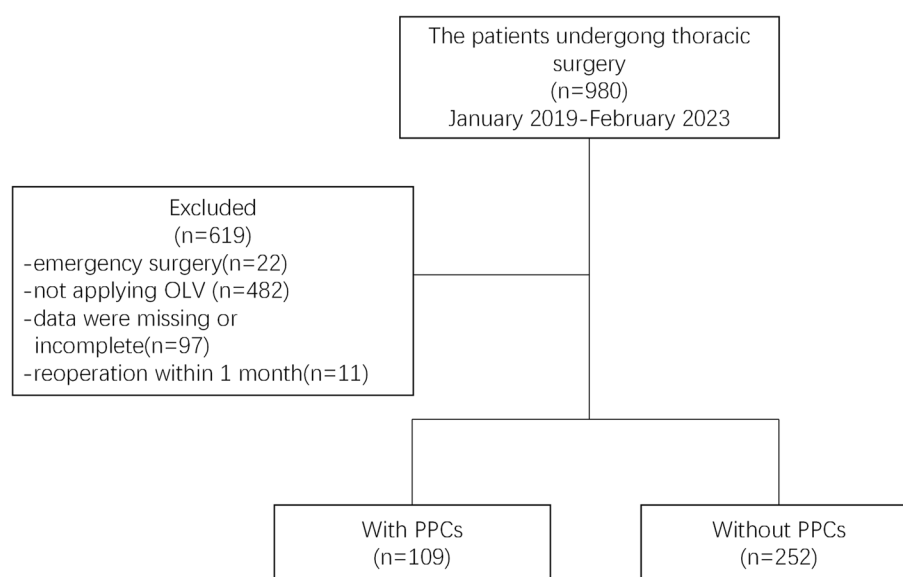 The patients undergong thoracic
surgery
(n=980)
January 2019-February 2023
Excluded
(n=619)
-emergency surgery(n=22)
-not applying OLV (n=482)
-data were missing or
incomplete(n=97)
-reoperation within 1 month(n=11)
With PPCs
(n=109)
Without PPCs
(n=252)